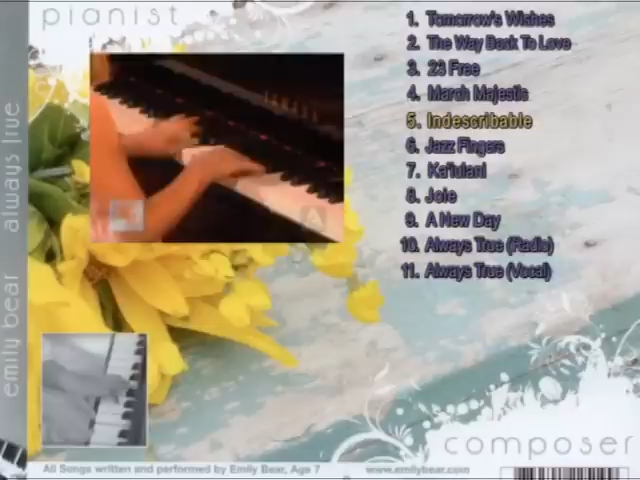 pianist
1. Tomorrow's Wishes
2. The Way Back To Love
3. 23 Free
4. March Majestic
5. Indescribable
6. Jazz Fingers
7. Ka'iulani
8. Joie
9. A New Day
10. Always True (Radio)
11. Always True (Vocal)
emily bear always true
composer
All Songs written and performed by Emily Bear, Age 7
www.emilybear.com